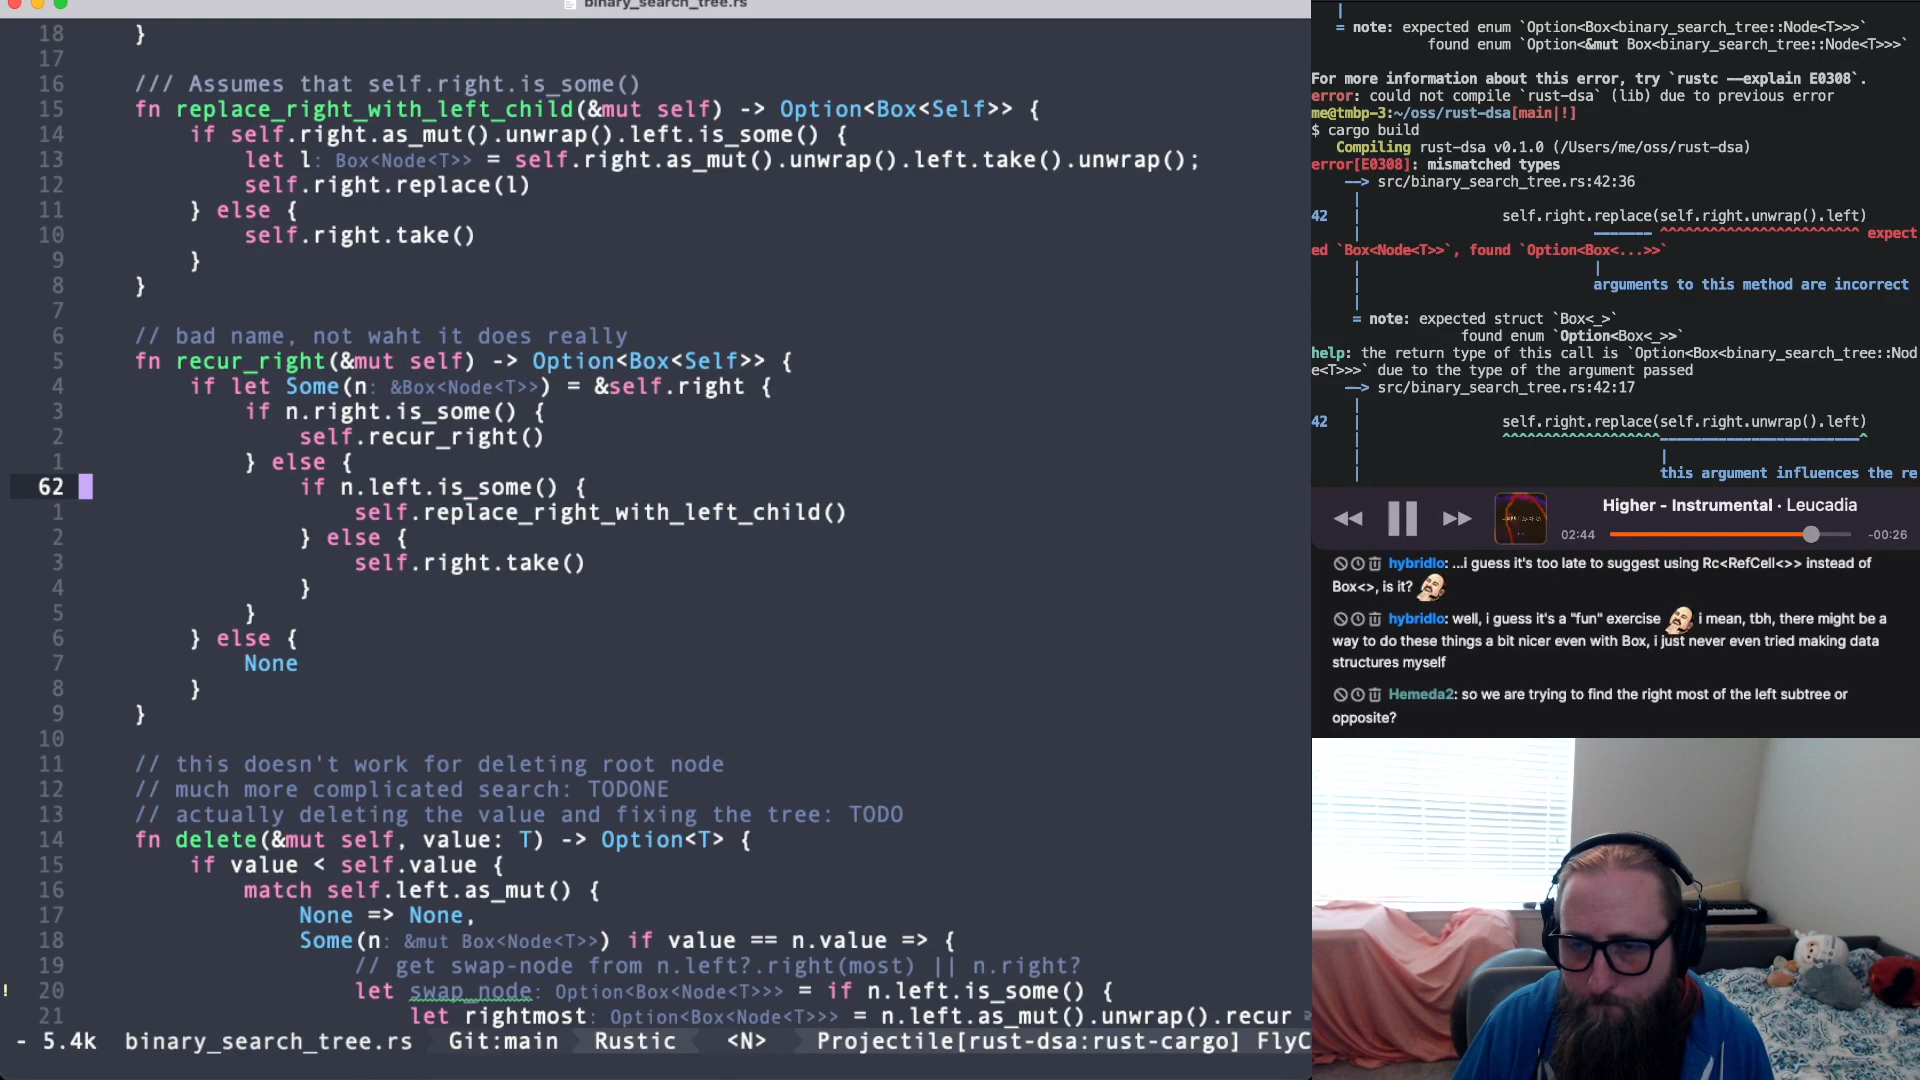 binary_search_tree.rs
18 }
17
16 /// Assumes that self.right.is_some()
15 fn replace_right_with_left_child(&mut self) -> Option<Box<Self>> {
14 if self.right.as_mut().unwrap().left.is_some() {
13 let l: Box<Node<T>> = self.right.as_mut().unwrap().left.take().unwrap();
12 self.right.replace(l)
11 } else {
10 self.right.take()
9 }
8 }
7
6 // bad name, not waht it does really
5 fn recur_right(&mut self) -> Option<Box<Self>> {
4 if let Some(n: &Box<Node<T>>) = &self.right {
3 if n.right.is_some() {
2 self.recur_right()
1 } else {
62 if n.left.is_some() {
1 self.replace_right_with_left_child()
2 } else {
3 self.right.take()
4 }
5 }
6 } else {
7 None
8 }
9 }
10
11 // this doesn't work for deleting root node
12 // much more complicated search: TODONE
13 // actually deleting the value and fixing the tree: TODO
14 fn delete(&mut self, value: T) -> Option<T> {
15 if value < self.value {
16 match self.left.as_mut() {
17 None => None,
18 Some(n: &mut Box<Node<T>>) if value == n.value => {
19 // get swap-node from n.left?.right(most) || n.right?
! 20 let swap_node: Option<Box<Node<T>>> = if n.left.is_some() {
21 let rightmost: Option<Box<Node<T>>> = n.left.as_mut().unwrap().recur
- 5.4k binary_search_tree.rs Git:main Rustic <N> Projectile[rust-dsa:rust-cargo] FlyC
|
= note: expected enum `Option<Box<binary_search_tree::Node<T>>>`
found enum `Option<&mut Box<binary_search_tree::Node<T>>>`
For more information about this error, try `rustc --explain E0308`.
error: could not compile `rust-dsa` (lib) due to previous error
me@tmbp-3:~/oss/rust-dsa[main|!]
$ cargo build
Compiling rust-dsa v0.1.0 (/Users/me/oss/rust-dsa)
error[E0308]: mismatched types
--> src/binary_search_tree.rs:42:36
|
42 | self.right.replace(self.right.unwrap().left)
| ------- ^^^^^^^^^^^^^^^^^^^^^^^^ expect
ed `Box<Node<T>>`, found `Option<Box<...>>`
| |
| arguments to this method are incorrect
|
= note: expected struct `Box<_>`
found enum `Option<Box<_>>`
help: the return type of this call is `Option<Box<binary_search_tree::Nod
e<T>>>` due to the type of the argument passed
--> src/binary_search_tree.rs:42:17
|
42 | self.right.replace(self.right.unwrap().left)
| ^^^^^^^^^^^^^^^^^^^------------------------^
| |
| this argument influences the re
Higher - Instrumental · Leucadia
02:44 -00:26
hybridlo: ...i guess it's too late to suggest using Rc<RefCell<>> instead of
Box<>, is it?
hybridlo: well, i guess it's a "fun" exercise i mean, tbh, there might be a
way to do these things a bit nicer even with Box, i just never even tried making data
structures myself
Hemeda2: so we are trying to find the right most of the left subtree or
opposite?